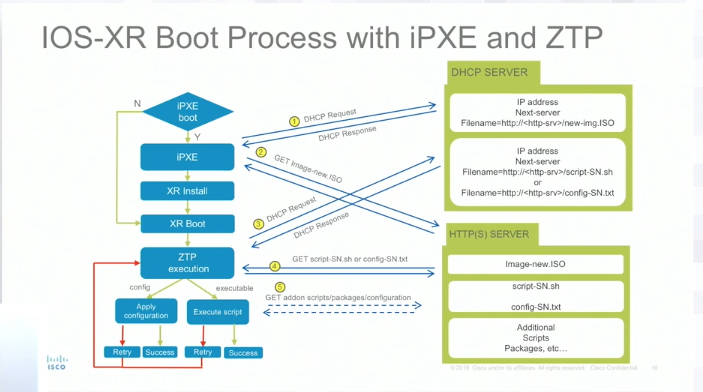 IOS-XR Boot Process with iPXE and ZTP
DHCP SERVER
IP address
Next-server
Filename=http://<http-srv>/new-img.ISO
IP address
Next-server
Filename=http://<http-srv>/script-SN.sh
or
Filename=http://<http-srv>/config-SN.txt
HTTP(S) SERVER
Image-new.ISO
script-SN.sh
config-SN.txt
Additional
Scripts
Packages, etc…
N
iPXE
boot
Y
iPXE
XR Install
XR Boot
ZTP
execution
config
executable
Apply
configuration
Execute script
Retry
Success
Retry
Success
1 DHCP Request
DHCP Response
2 GET Image-new.ISO
3 DHCP Request
DHCP Response
4 GET script-SN.sh or config-SN.txt
5
GET addon scripts/packages/configuration
CISCO
© 2018 Cisco and/or its affiliates. All rights reserved. Cisco Confidential